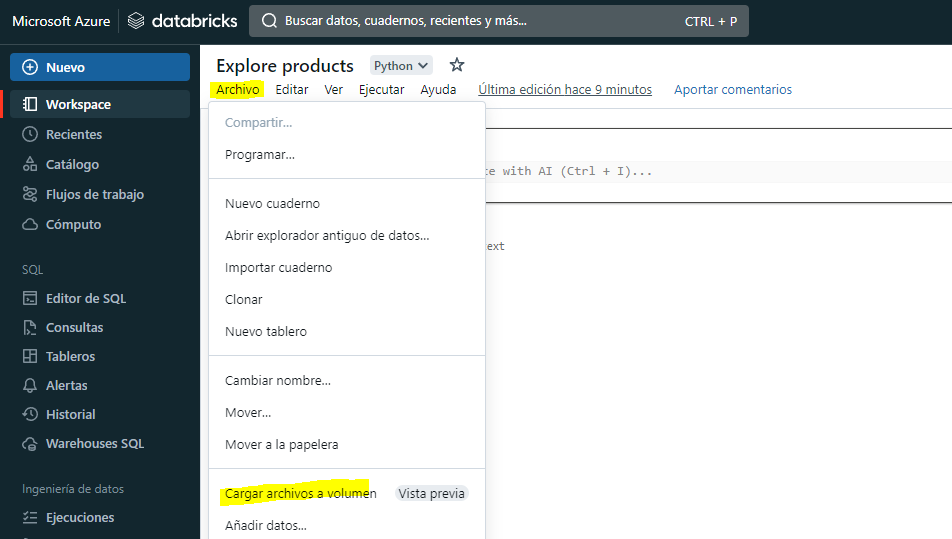 Microsoft Azure databricks Buscar datos, cuadernos, recientes y más... CTRL + P
Nuevo
Workspace
Recientes
Catálogo
Flujos de trabajo
Cómputo
SQL
Editor de SQL
Consultas
Tableros
Alertas
Historial
Warehouses SQL
Ingeniería de datos
Ejecuciones
Explore products Python
Archivo Editar Ver Ejecutar Ayuda Última edición hace 9 minutos Aportar comentarios
Compartir...
Programar...
Nuevo cuaderno
Abrir explorador antiguo de datos...
Importar cuaderno
Clonar
Nuevo tablero
Cambiar nombre...
Mover...
Mover a la papelera
Cargar archivos a volumen Vista previa
Añadir datos...
te with AI (Ctrl + I)...
ext